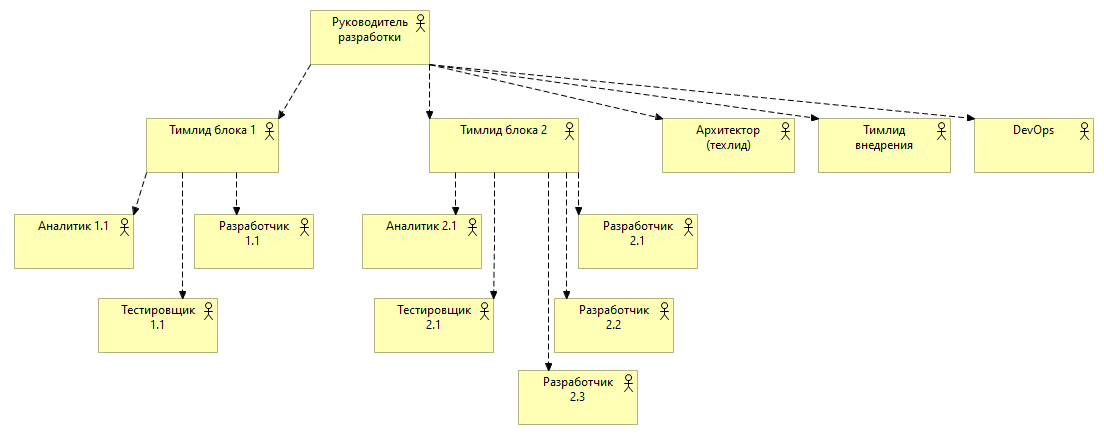 Руководитель
разработки
Тимлид блока 1
Тимлид блока 2
Архитектор
(техлид)
Тимлид
внедрения
DevOps
Аналитик 1.1
Разработчик
1.1
Аналитик 2.1
Разработчик
2.1
Тестировщик
1.1
Тестировщик
2.1
Разработчик
2.2
Разработчик
2.3